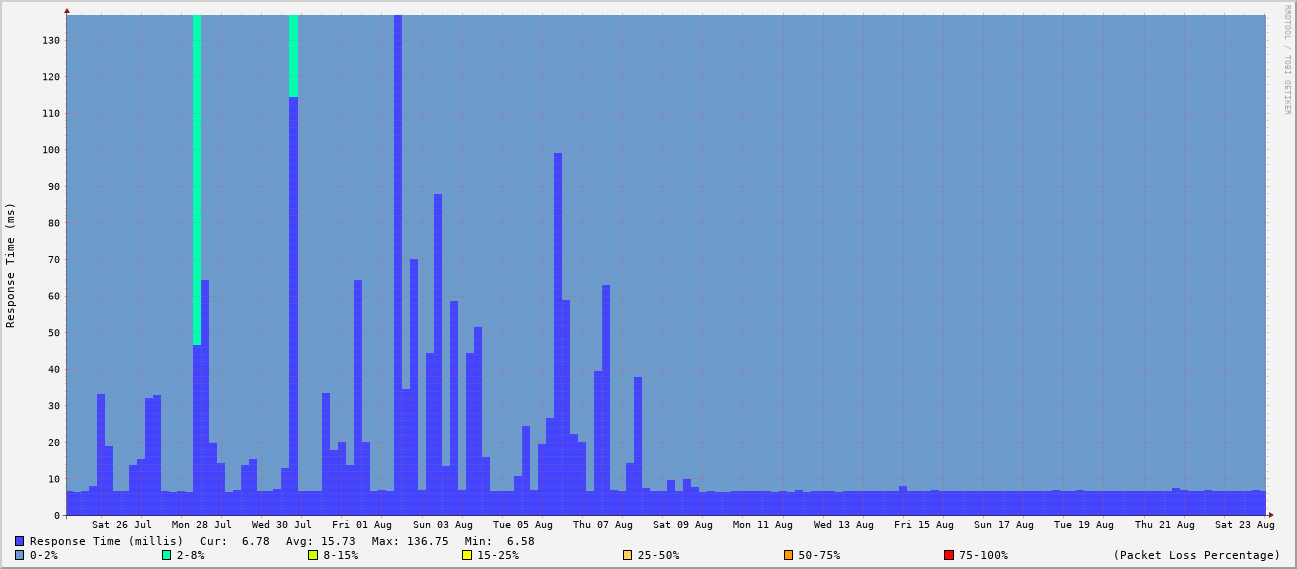 RRDTOOL / TOBI OETIKER
Response Time (ms)
130
120
110
100
90
80
70
60
50
40
30
20
10
0
Sat 26 Jul Mon 28 Jul Wed 30 Jul Fri 01 Aug Sun 03 Aug Tue 05 Aug Thu 07 Aug Sat 09 Aug Mon 11 Aug Wed 13 Aug Fri 15 Aug Sun 17 Aug Tue 19 Aug Thu 21 Aug Sat 23 Aug
Response Time (millis) Cur: 6.78 Avg: 15.73 Max: 136.75 Min: 6.58
0-2% 2-8% 8-15% 15-25% 25-50% 50-75% 75-100% (Packet Loss Percentage)